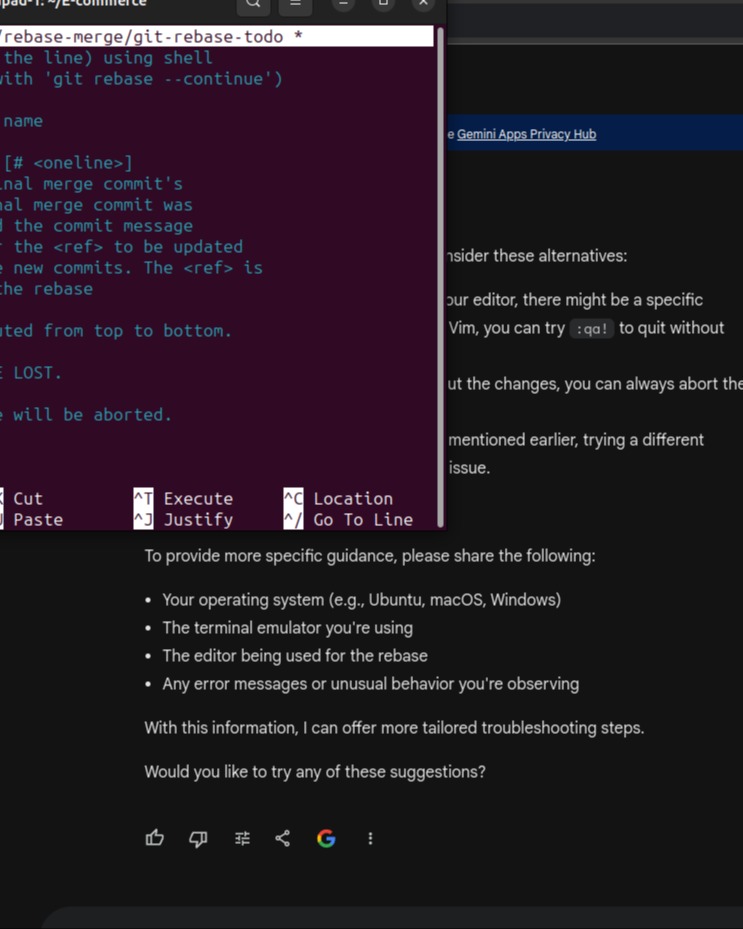 pad-1: ~/E-commerce
/rebase-merge/git-rebase-todo *
the line) using shell
with 'git rebase --continue')
name
[# <oneline>]
inal merge commit's
nal merge commit was
d the commit message
r the <ref> to be updated
e new commits. The <ref> is
the rebase
uted from top to bottom.
E LOST.
e will be aborted.
K Cut ^T Execute ^C Location
U Paste ^J Justify ^/ Go To Line
e Gemini Apps Privacy Hub
nsider these alternatives:
our editor, there might be a specific
Vim, you can try :qa! to quit without
ut the changes, you can always abort the
mentioned earlier, trying a different
issue.
To provide more specific guidance, please share the following:
• Your operating system (e.g., Ubuntu, macOS, Windows)
• The terminal emulator you're using
• The editor being used for the rebase
• Any error messages or unusual behavior you're observing
With this information, I can offer more tailored troubleshooting steps.
Would you like to try any of these suggestions?